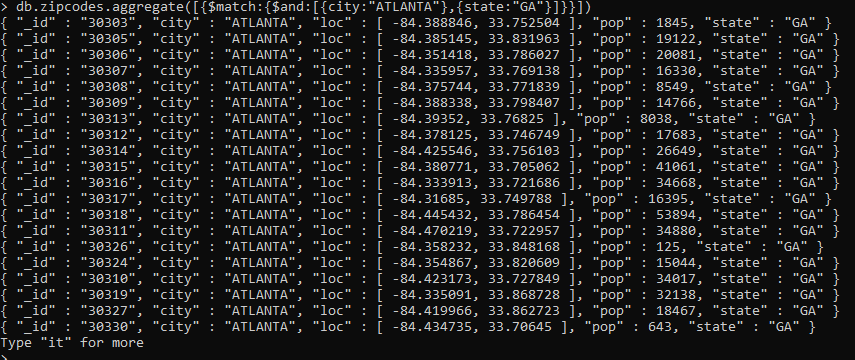 > db.zipcodes.aggregate([{$match:{$and:[{city:"ATLANTA"},{state:"GA"}]}}])
{ "_id" : "30303", "city" : "ATLANTA", "loc" : [ -84.388846, 33.752504 ], "pop" : 1845, "state" : "GA" }
{ "_id" : "30305", "city" : "ATLANTA", "loc" : [ -84.385145, 33.831963 ], "pop" : 19122, "state" : "GA" }
{ "_id" : "30306", "city" : "ATLANTA", "loc" : [ -84.351418, 33.786027 ], "pop" : 20081, "state" : "GA" }
{ "_id" : "30307", "city" : "ATLANTA", "loc" : [ -84.335957, 33.769138 ], "pop" : 16330, "state" : "GA" }
{ "_id" : "30308", "city" : "ATLANTA", "loc" : [ -84.375744, 33.771839 ], "pop" : 8549, "state" : "GA" }
{ "_id" : "30309", "city" : "ATLANTA", "loc" : [ -84.388338, 33.798407 ], "pop" : 14766, "state" : "GA" }
{ "_id" : "30313", "city" : "ATLANTA", "loc" : [ -84.39352, 33.76825 ], "pop" : 8038, "state" : "GA" }
{ "_id" : "30312", "city" : "ATLANTA", "loc" : [ -84.378125, 33.746749 ], "pop" : 17683, "state" : "GA" }
{ "_id" : "30314", "city" : "ATLANTA", "loc" : [ -84.425546, 33.756103 ], "pop" : 26649, "state" : "GA" }
{ "_id" : "30315", "city" : "ATLANTA", "loc" : [ -84.380771, 33.705062 ], "pop" : 41061, "state" : "GA" }
{ "_id" : "30316", "city" : "ATLANTA", "loc" : [ -84.333913, 33.721686 ], "pop" : 34668, "state" : "GA" }
{ "_id" : "30317", "city" : "ATLANTA", "loc" : [ -84.31685, 33.749788 ], "pop" : 16395, "state" : "GA" }
{ "_id" : "30318", "city" : "ATLANTA", "loc" : [ -84.445432, 33.786454 ], "pop" : 53894, "state" : "GA" }
{ "_id" : "30311", "city" : "ATLANTA", "loc" : [ -84.470219, 33.722957 ], "pop" : 34880, "state" : "GA" }
{ "_id" : "30326", "city" : "ATLANTA", "loc" : [ -84.358232, 33.848168 ], "pop" : 125, "state" : "GA" }
{ "_id" : "30324", "city" : "ATLANTA", "loc" : [ -84.354867, 33.820609 ], "pop" : 15044, "state" : "GA" }
{ "_id" : "30310", "city" : "ATLANTA", "loc" : [ -84.423173, 33.727849 ], "pop" : 34017, "state" : "GA" }
{ "_id" : "30319", "city" : "ATLANTA", "loc" : [ -84.335091, 33.868728 ], "pop" : 32138, "state" : "GA" }
{ "_id" : "30327", "city" : "ATLANTA", "loc" : [ -84.419966, 33.862723 ], "pop" : 18467, "state" : "GA" }
{ "_id" : "30330", "city" : "ATLANTA", "loc" : [ -84.434735, 33.70645 ], "pop" : 643, "state" : "GA" }
Type "it" for more
>